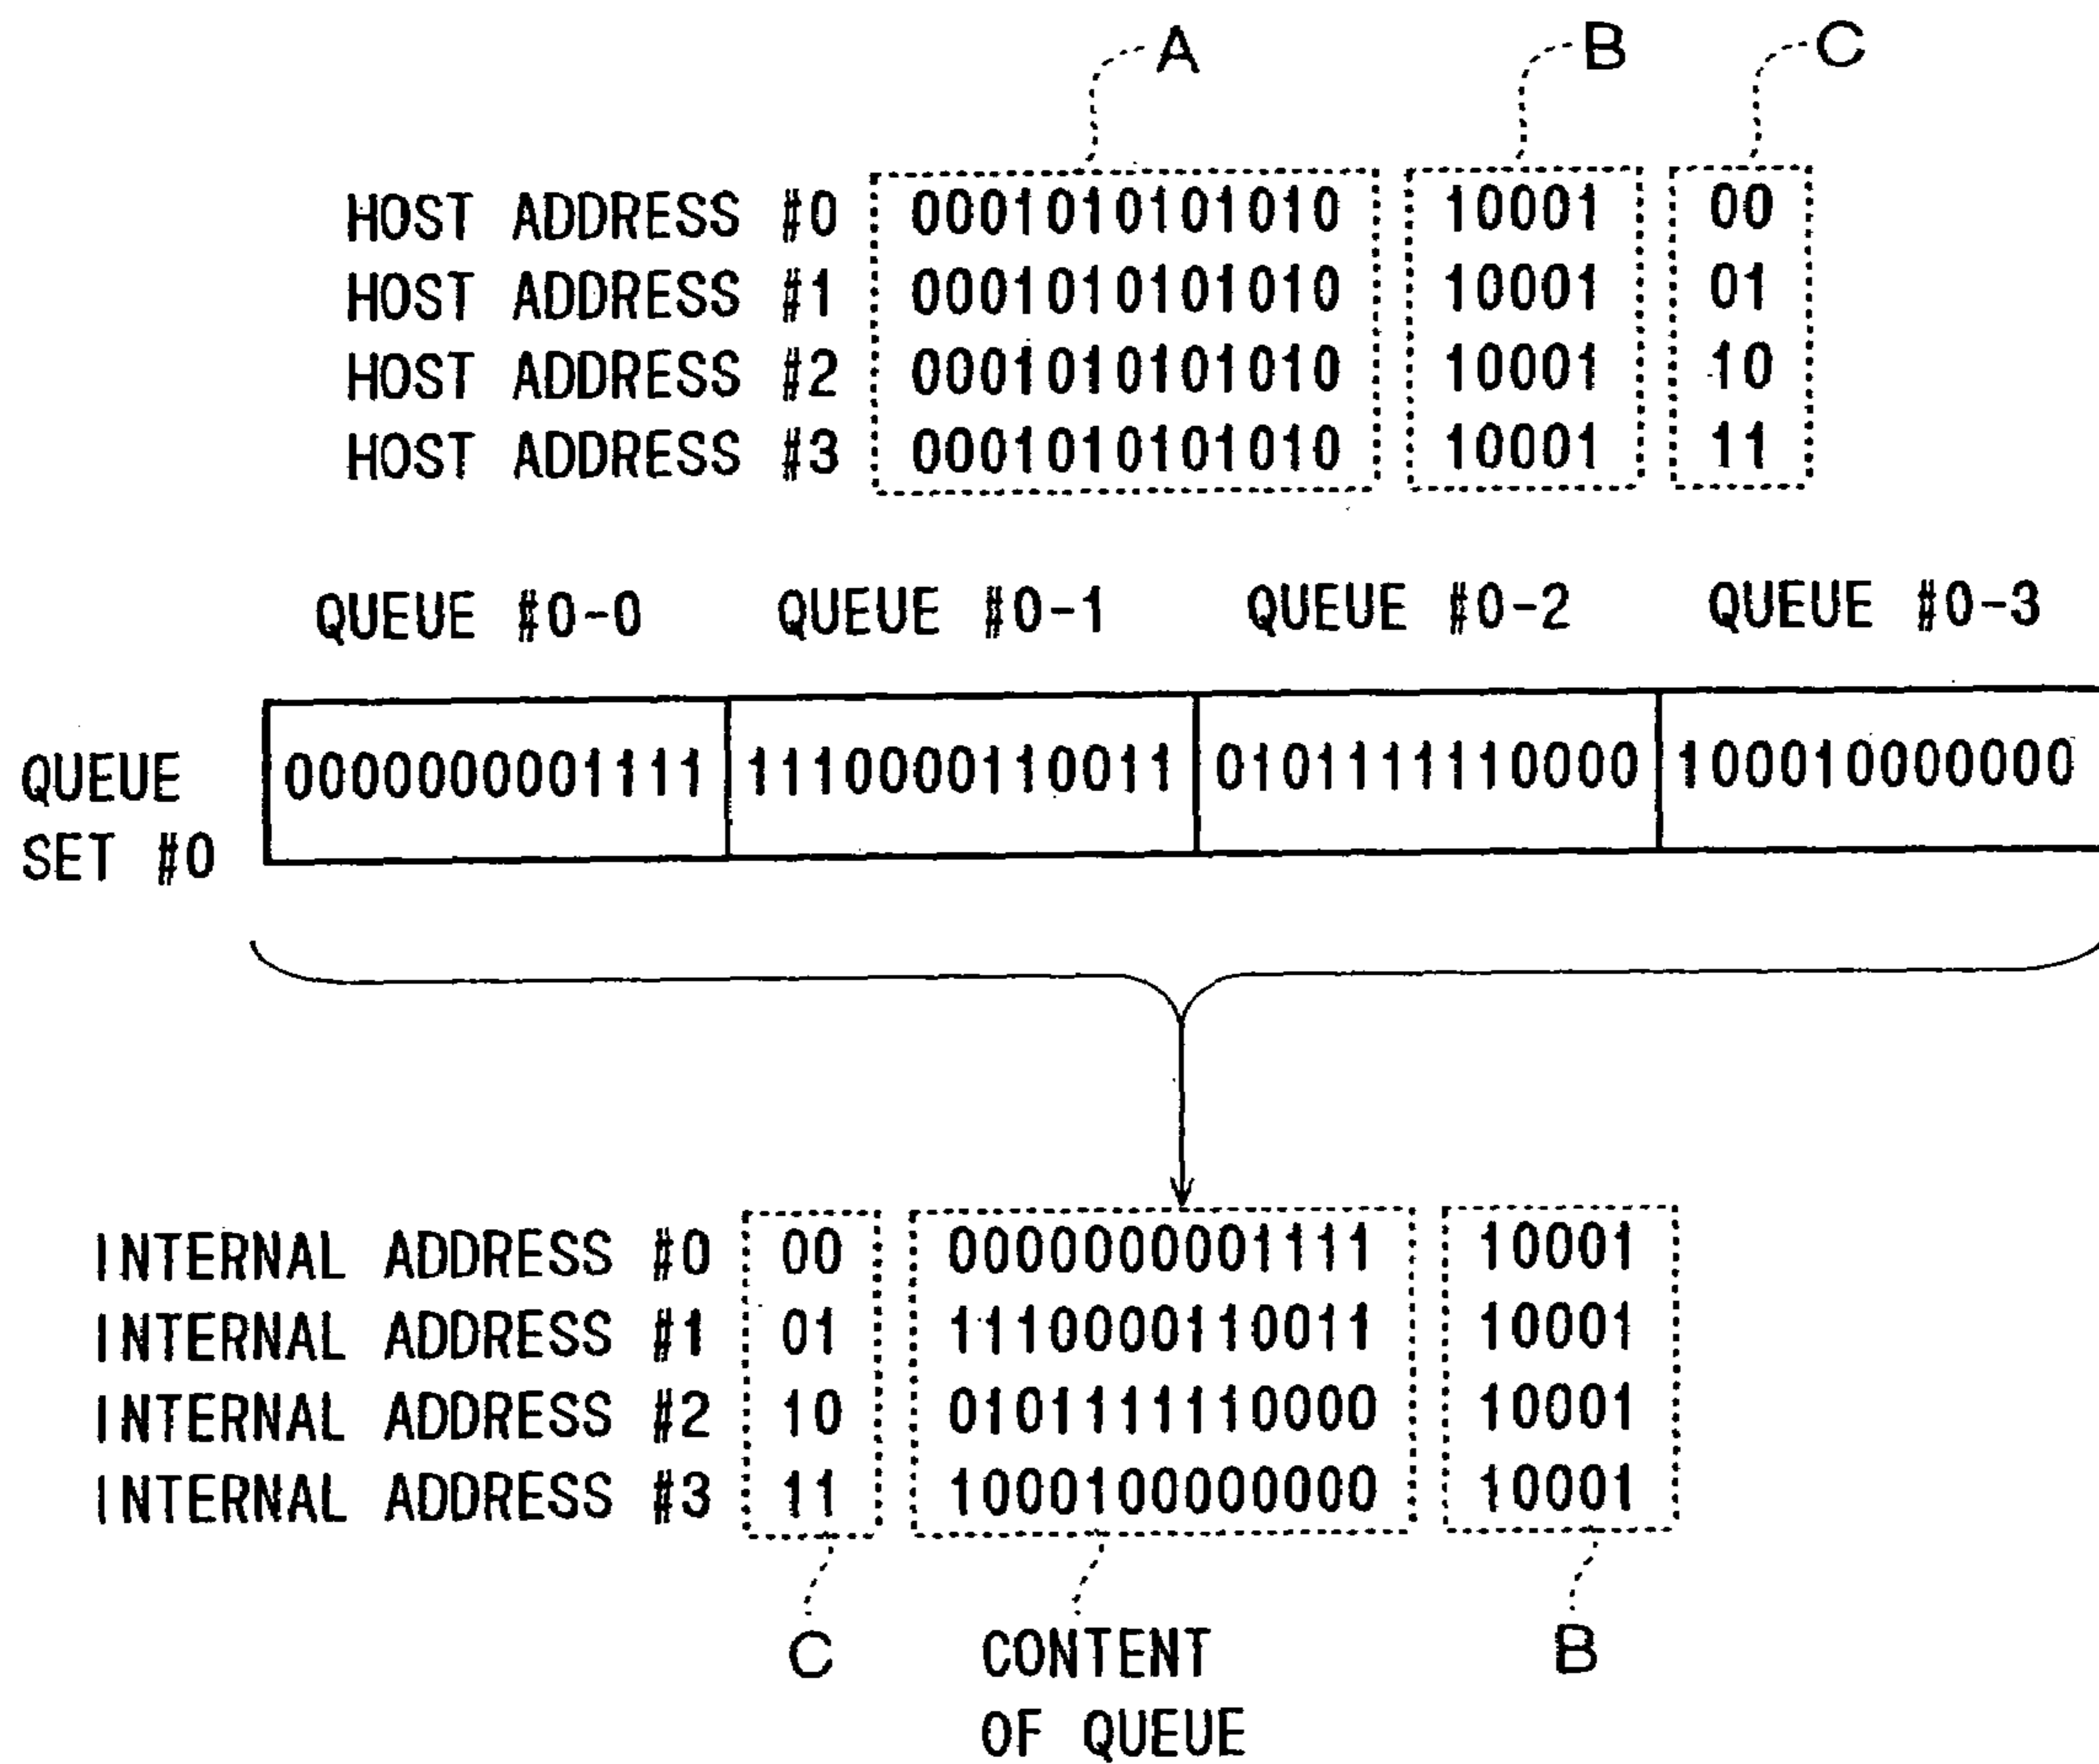 A B C
HOST ADDRESS #0 0001010101010 10001 00
HOST ADDRESS #1 0001010101010 10001 01
HOST ADDRESS #2 0001010101010 10001 10
HOST ADDRESS #3 0001010101010 10001 11
QUEUE #0-0 QUEUE #0-1 QUEUE #0-2 QUEUE #0-3
QUEUE
SET #0
0000000001111 1110000110011 0101111110000 100010000000
INTERNAL ADDRESS #0 00 0000000001111 10001
INTERNAL ADDRESS #1 01 1110000110011 10001
INTERNAL ADDRESS #2 10 0101111110000 10001
INTERNAL ADDRESS #3 11 1000100000000 10001
C CONTENT B
OF QUEUE